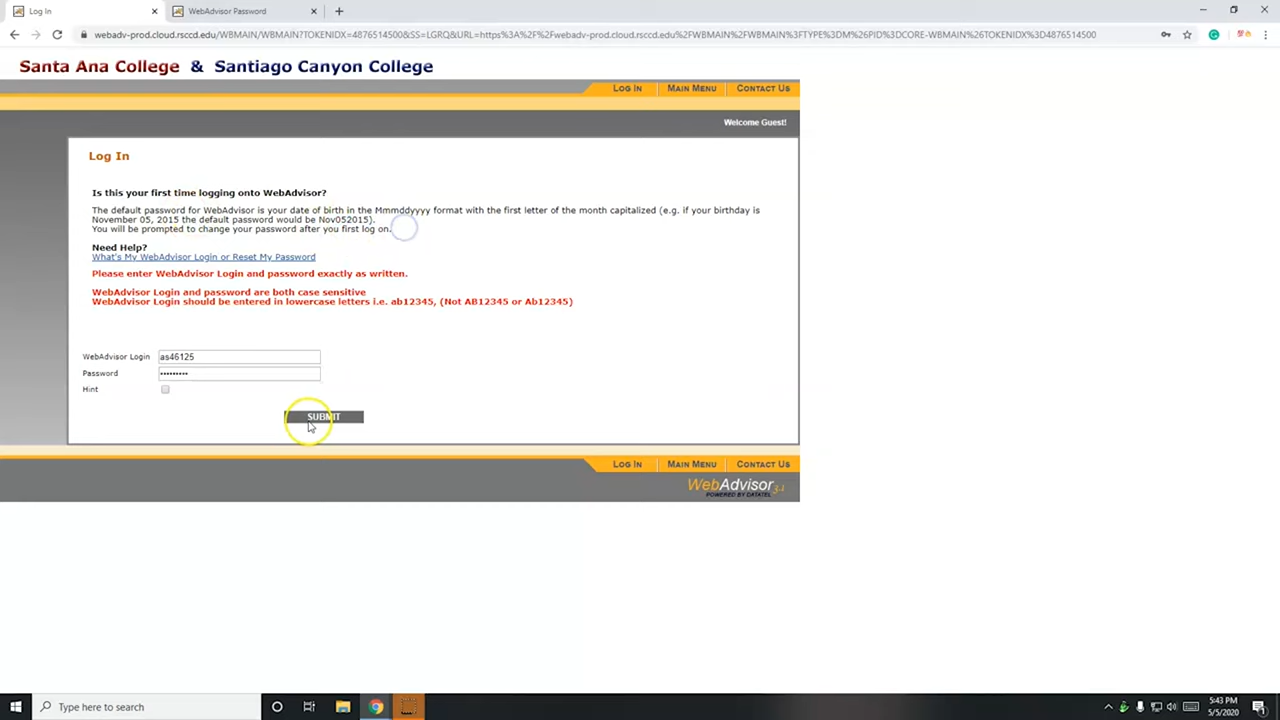 Log In
WebAdvisor Password
webadv-prod.cloud.rsccd.edu/WBMAIN/WBMAIN?TOKENIDX=4876514500&SS=LGRQ&URL=https%3A%2F%2Fwebadv-prod.cloud.rsccd.edu%2FWBMAIN%2FWBMAIN%3FTYPE%3DM%26PID%3DCORE-WBMAIN%26TOKENIDX%3D4876514500
Santa Ana College & Santiago Canyon College
LOG IN MAIN MENU CONTACT US
Welcome Guest!
Log In
Is this your first time logging onto WebAdvisor?
The default password for WebAdvisor is your date of birth in the Mmmddyyyy format with the first letter of the month capitalized (e.g. if your birthday is
November 05, 2015 the default password would be Nov052015).
You will be prompted to change your password after you first log on.
Need Help?
What's My WebAdvisor Login or Reset My Password
Please enter WebAdvisor Login and password exactly as written.
WebAdvisor Login and password are both case sensitive
WebAdvisor Login should be entered in lowercase letters i.e. ab12345, (Not AB12345 or Ab12345)
WebAdvisor Login as46125
Password •••••••••
Hint
SUBMIT
LOG IN MAIN MENU CONTACT US
WebAdvisor 3.1
POWERED BY DATATEL
Type here to search
5:43 PM
5/5/2020